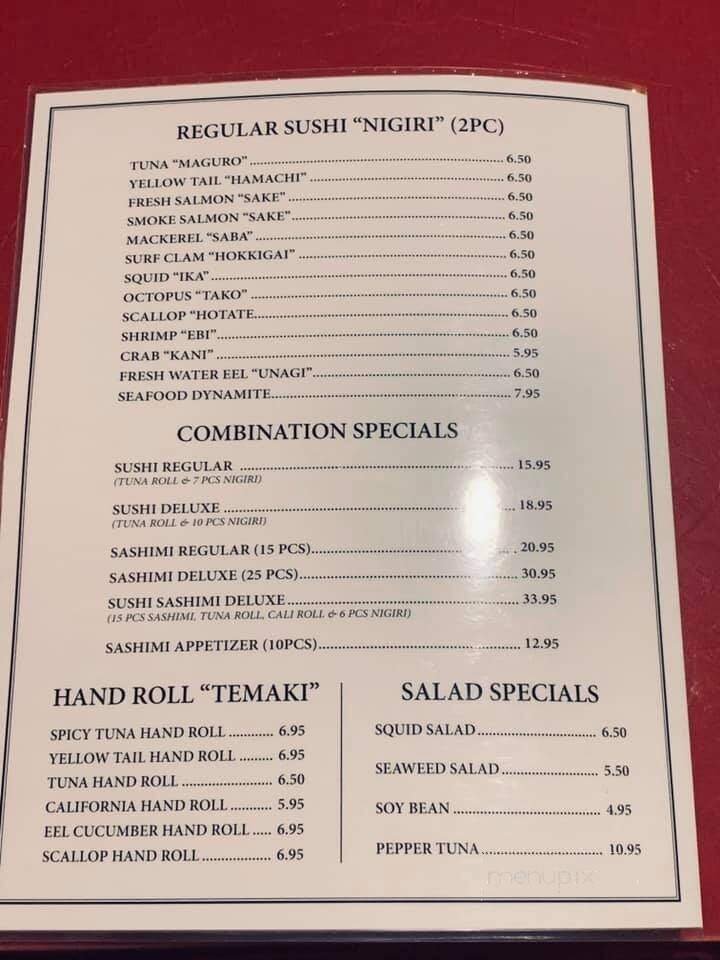 REGULAR SUSHI “NIGIRI” (2PC)
TUNA “MAGURO” 6.50
YELLOW TAIL “HAMACHI” 6.50
FRESH SALMON “SAKE” 6.50
SMOKE SALMON “SAKE” 6.50
MACKEREL “SABA” 6.50
SURF CLAM “HOKKIGAI” 6.50
SQUID “IKA” 6.50
OCTOPUS “TAKO” 6.50
SCALLOP “HOTATE 6.50
SHRIMP “EBI” 6.50
CRAB “KANI” 5.95
FRESH WATER EEL “UNAGI” 6.50
SEAFOOD DYNAMITE 7.95
COMBINATION SPECIALS
SUSHI REGULAR 15.95
(TUNA ROLL & 7 PCS NIGIRI)
SUSHI DELUXE 18.95
(TUNA ROLL & 10 PCS NIGIRI)
SASHIMI REGULAR (15 PCS) 20.95
SASHIMI DELUXE (25 PCS) 30.95
SUSHI SASHIMI DELUXE 33.95
(15 PCS SASHIMI, TUNA ROLL, CALI ROLL & 6 PCS NIGIRI)
SASHIMI APPETIZER (10PCS) 12.95
HAND ROLL “TEMAKI”
SPICY TUNA HAND ROLL 6.95
YELLOW TAIL HAND ROLL 6.95
TUNA HAND ROLL 6.50
CALIFORNIA HAND ROLL 5.95
EEL CUCUMBER HAND ROLL 6.95
SCALLOP HAND ROLL 6.95
SALAD SPECIALS
SQUID SALAD 6.50
SEAWEED SALAD 5.50
SOY BEAN 4.95
PEPPER TUNA 10.95
menupix